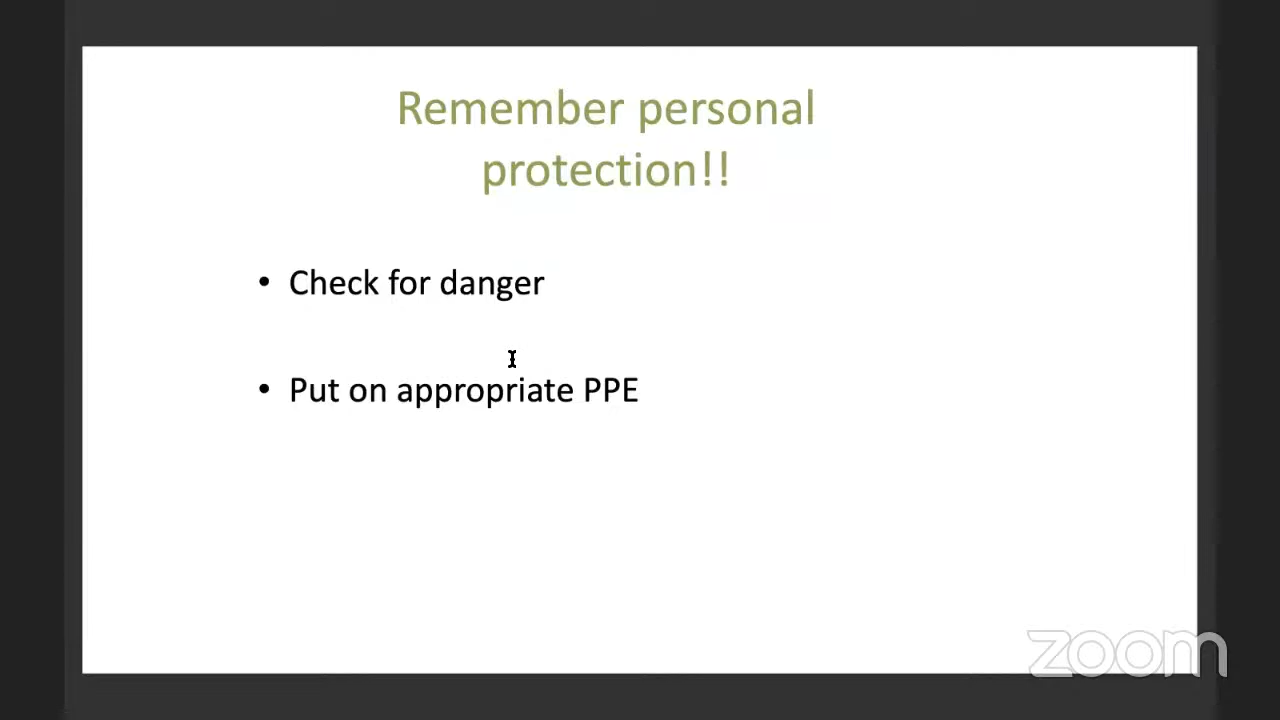 Remember personal
protection!!
• Check for danger
• Put on appropriate PPE
zoom